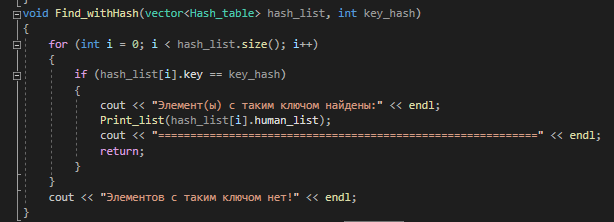 void Find_withHash(vector<Hash_table> hash_list, int key_hash)
{
for (int i = 0; i < hash_list.size(); i++)
{
if (hash_list[i].key == key_hash)
{
cout << "Элемент(ы) с таким ключом найдены:" << endl;
Print_list(hash_list[i].human_list);
cout << "===========================================================" << endl;
return;
}
}
cout << "Элементов с таким ключом нет!" << endl;
}